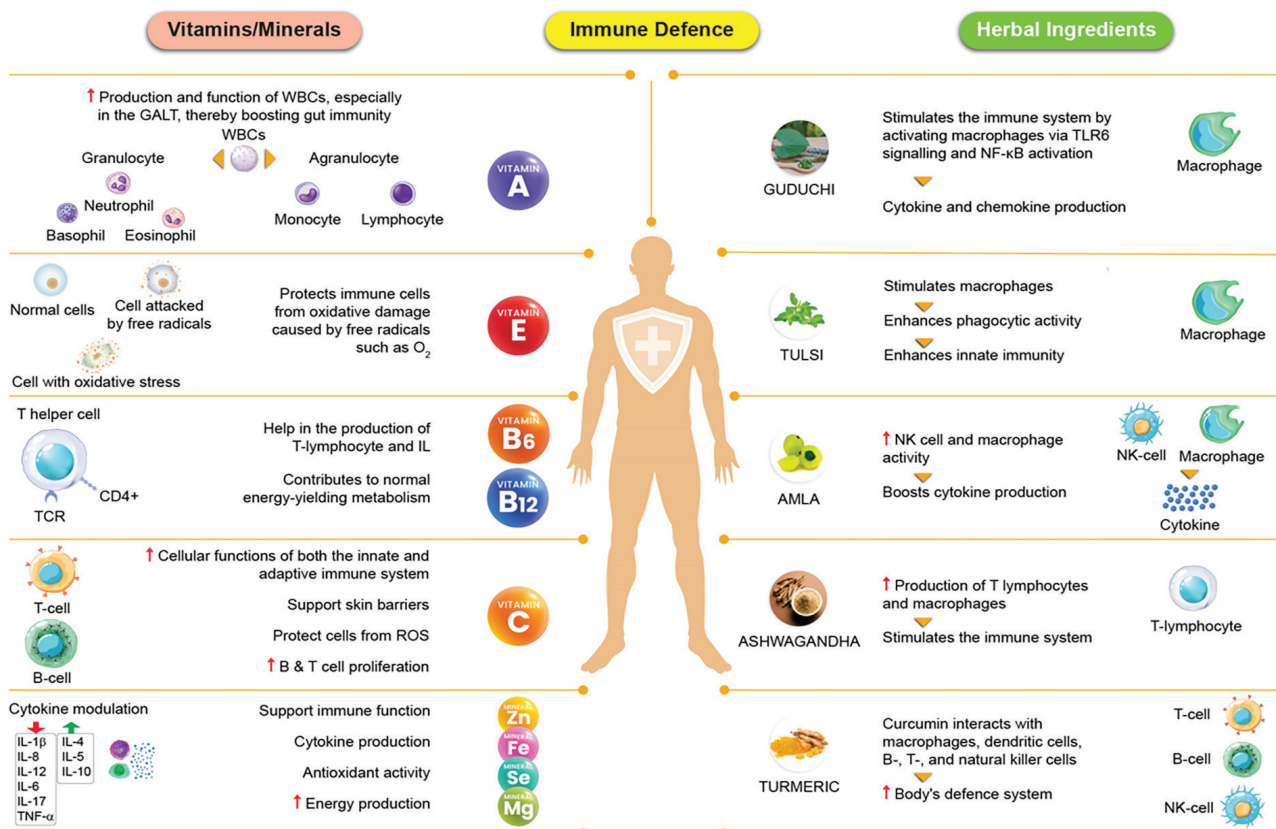 Vitamins/Minerals
Immune Defence
Herbal Ingredients
↑ Production and function of WBCs, especially
in the GALT, thereby boosting gut immunity
WBCs
Granulocyte
Agranulocyte
Neutrophil
Basophil
Eosinophil
Monocyte
Lymphocyte
VITAMIN
A
GUDUCHI
Stimulates the immune system by
activating macrophages via TLR6
signalling and NF-κB activation
Cytokine and chemokine production
Macrophage
Normal cells
Cell attacked
by free radicals
Cell with oxidative stress
Protects immune cells
from oxidative damage
caused by free radicals
such as O₂
VITAMIN
E
TULSI
Stimulates macrophages
Enhances phagocytic activity
Enhances innate immunity
Macrophage
T helper cell
CD4+
TCR
Help in the production of
T-lymphocyte and IL
Contributes to normal
energy-yielding metabolism
VITAMIN
B6
VITAMIN
B12
AMLA
↑ NK cell and macrophage
activity
Boosts cytokine production
NK-cell
Macrophage
Cytokine
T-cell
B-cell
↑ Cellular functions of both the innate and
adaptive immune system
Support skin barriers
Protect cells from ROS
↑ B & T cell proliferation
VITAMIN
C
ASHWAGANDHA
↑ Production of T lymphocytes
and macrophages
Stimulates the immune system
T-lymphocyte
Cytokine modulation
IL-1β
IL-8
IL-12
IL-6
IL-17
TNF-α
IL-4
IL-5
IL-10
Support immune function
Cytokine production
Antioxidant activity
↑ Energy production
MINERAL
Zn
MINERAL
Fe
MINERAL
Se
MINERAL
Mg
TURMERIC
Curcumin interacts with
macrophages, dendritic cells,
B-, T-, and natural killer cells
↑ Body's defence system
T-cell
B-cell
NK-cell